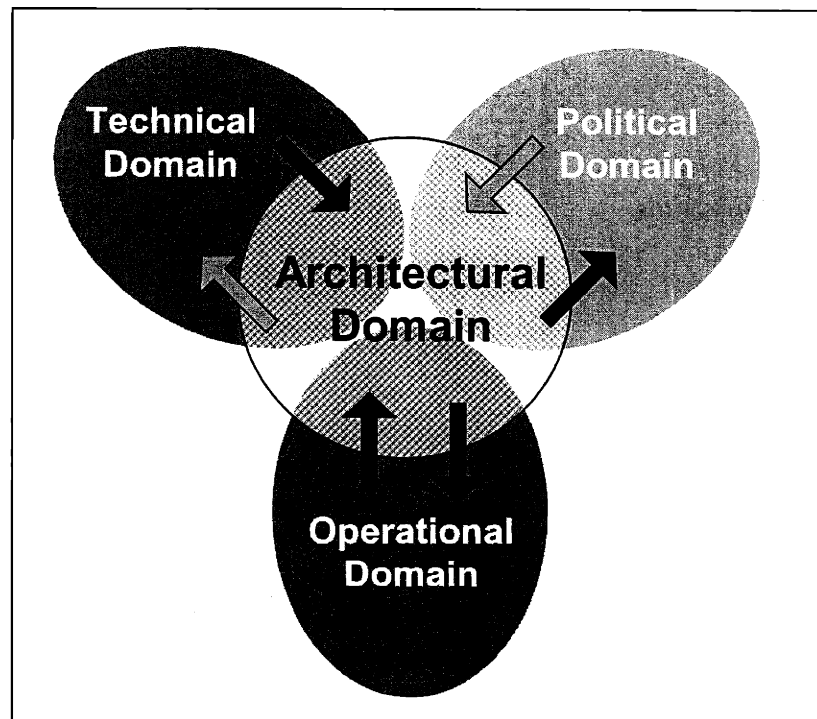 Technical
Domain
Political
Domain
Architectural
Domain
Operational
Domain